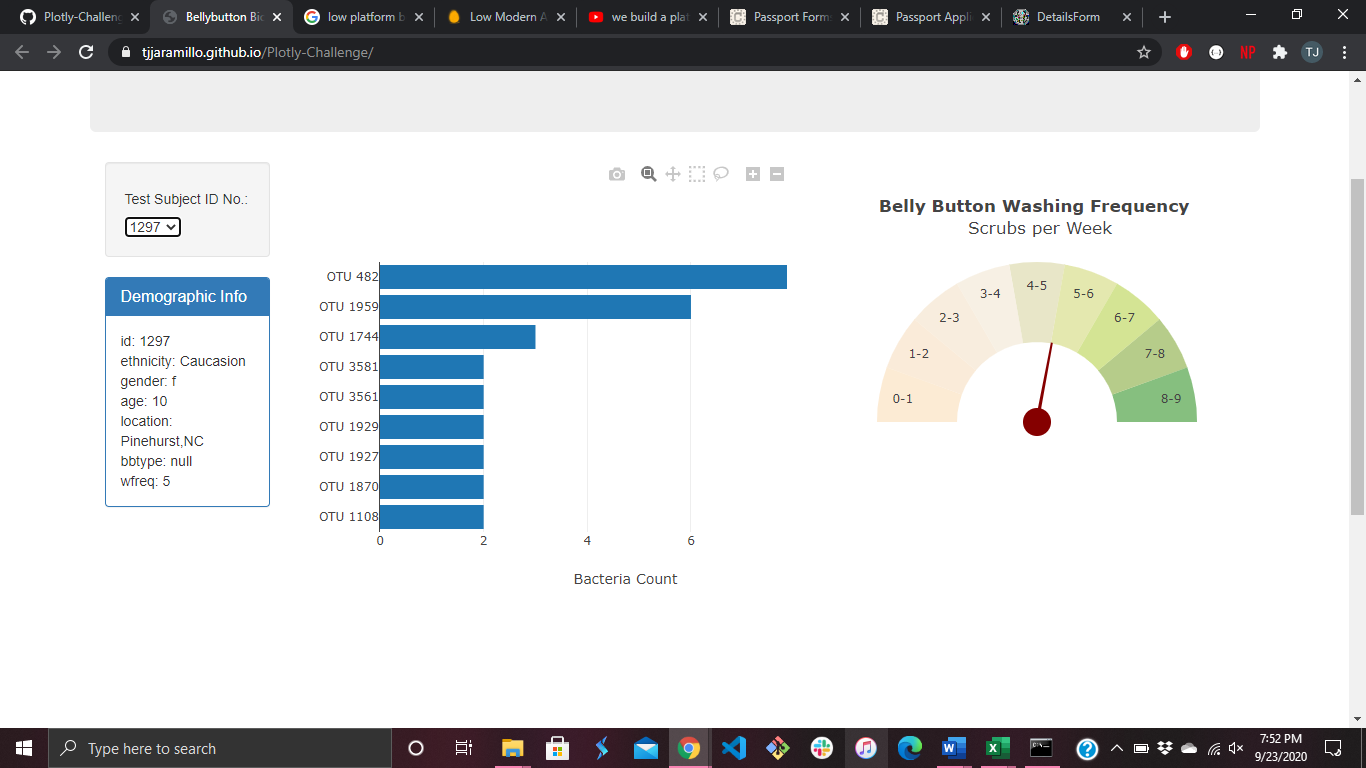 Plotly-Challeng
Bellybutton Bio
low platform b
Low Modern A
we build a plat
Passport Form
Passport Appli
DetailsForm
tjjaramillo.github.io/Plotly-Challenge/
NP
TJ
Test Subject ID No.:
1297
Demographic Info
id: 1297
ethnicity: Caucasion
gender: f
age: 10
location:
Pinehurst,NC
bbtype: null
wfreq: 5
OTU 482
OTU 1959
OTU 1744
OTU 3581
OTU 3561
OTU 1929
OTU 1927
OTU 1870
OTU 1108
0 2 4 6
Bacteria Count
Belly Button Washing Frequency
Scrubs per Week
0-1
1-2
2-3
3-4
4-5
5-6
6-7
7-8
8-9
Type here to search
7:52 PM
9/23/2020